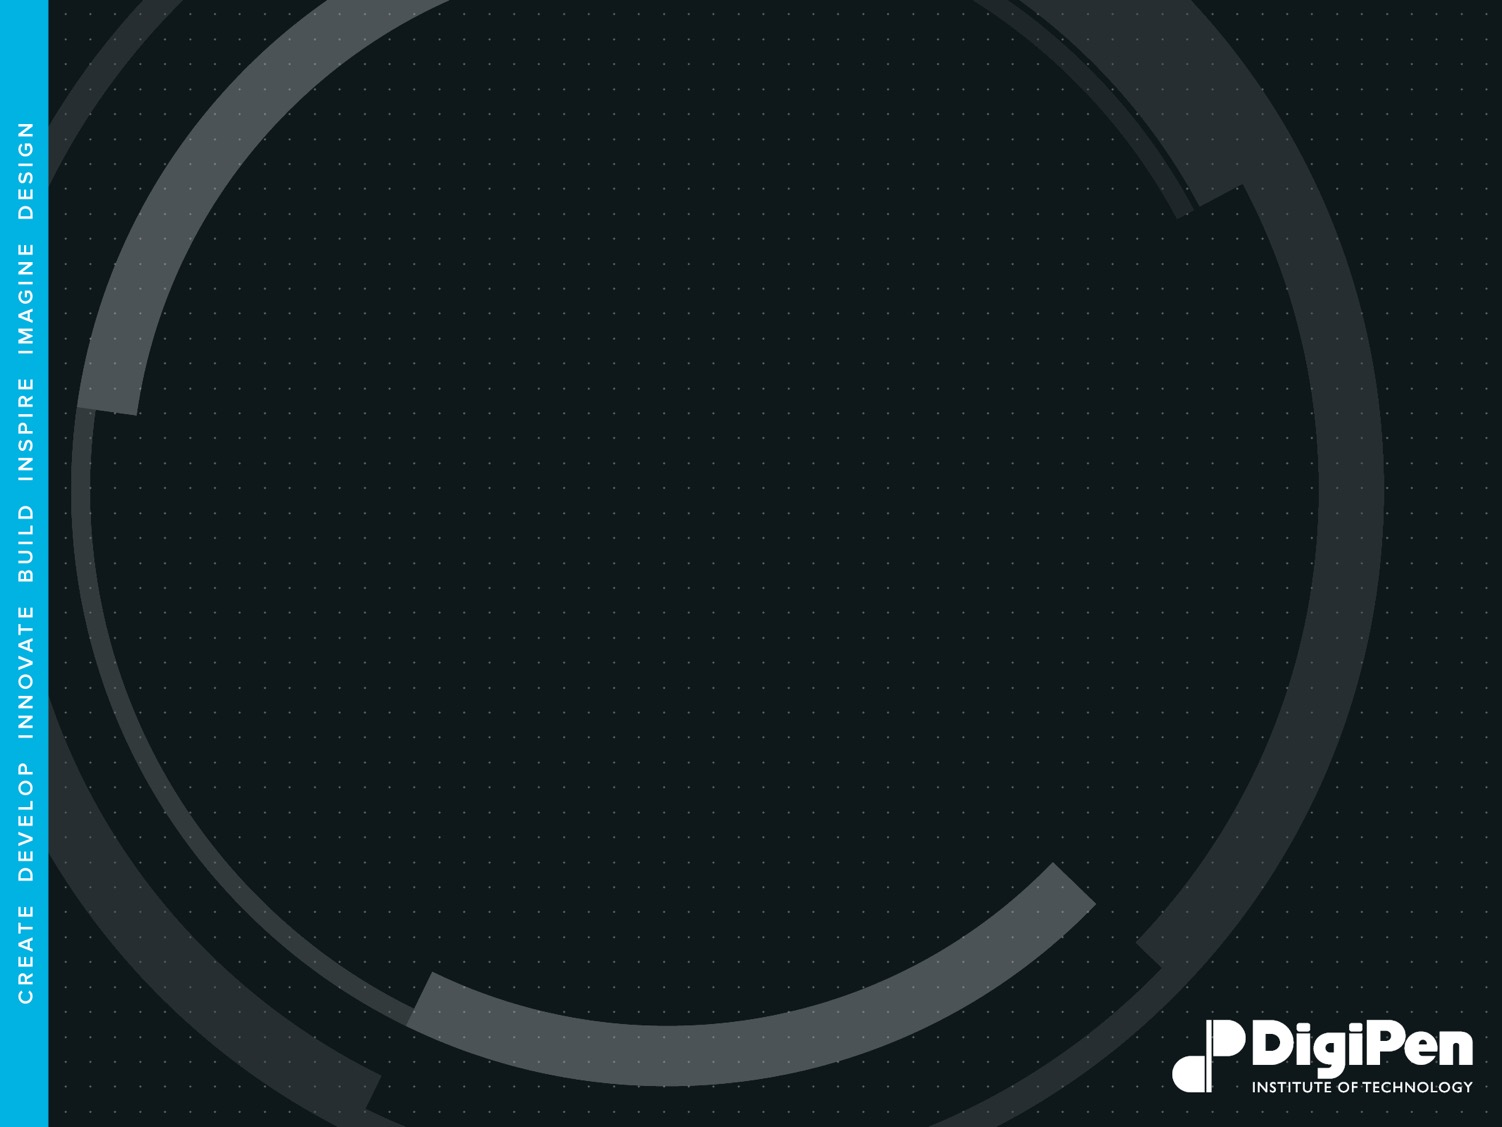 CREATE DEVELOP INNOVATE BUILD INSPIRE IMAGINE DESIGN
DigiPen
INSTITUTE OF TECHNOLOGY